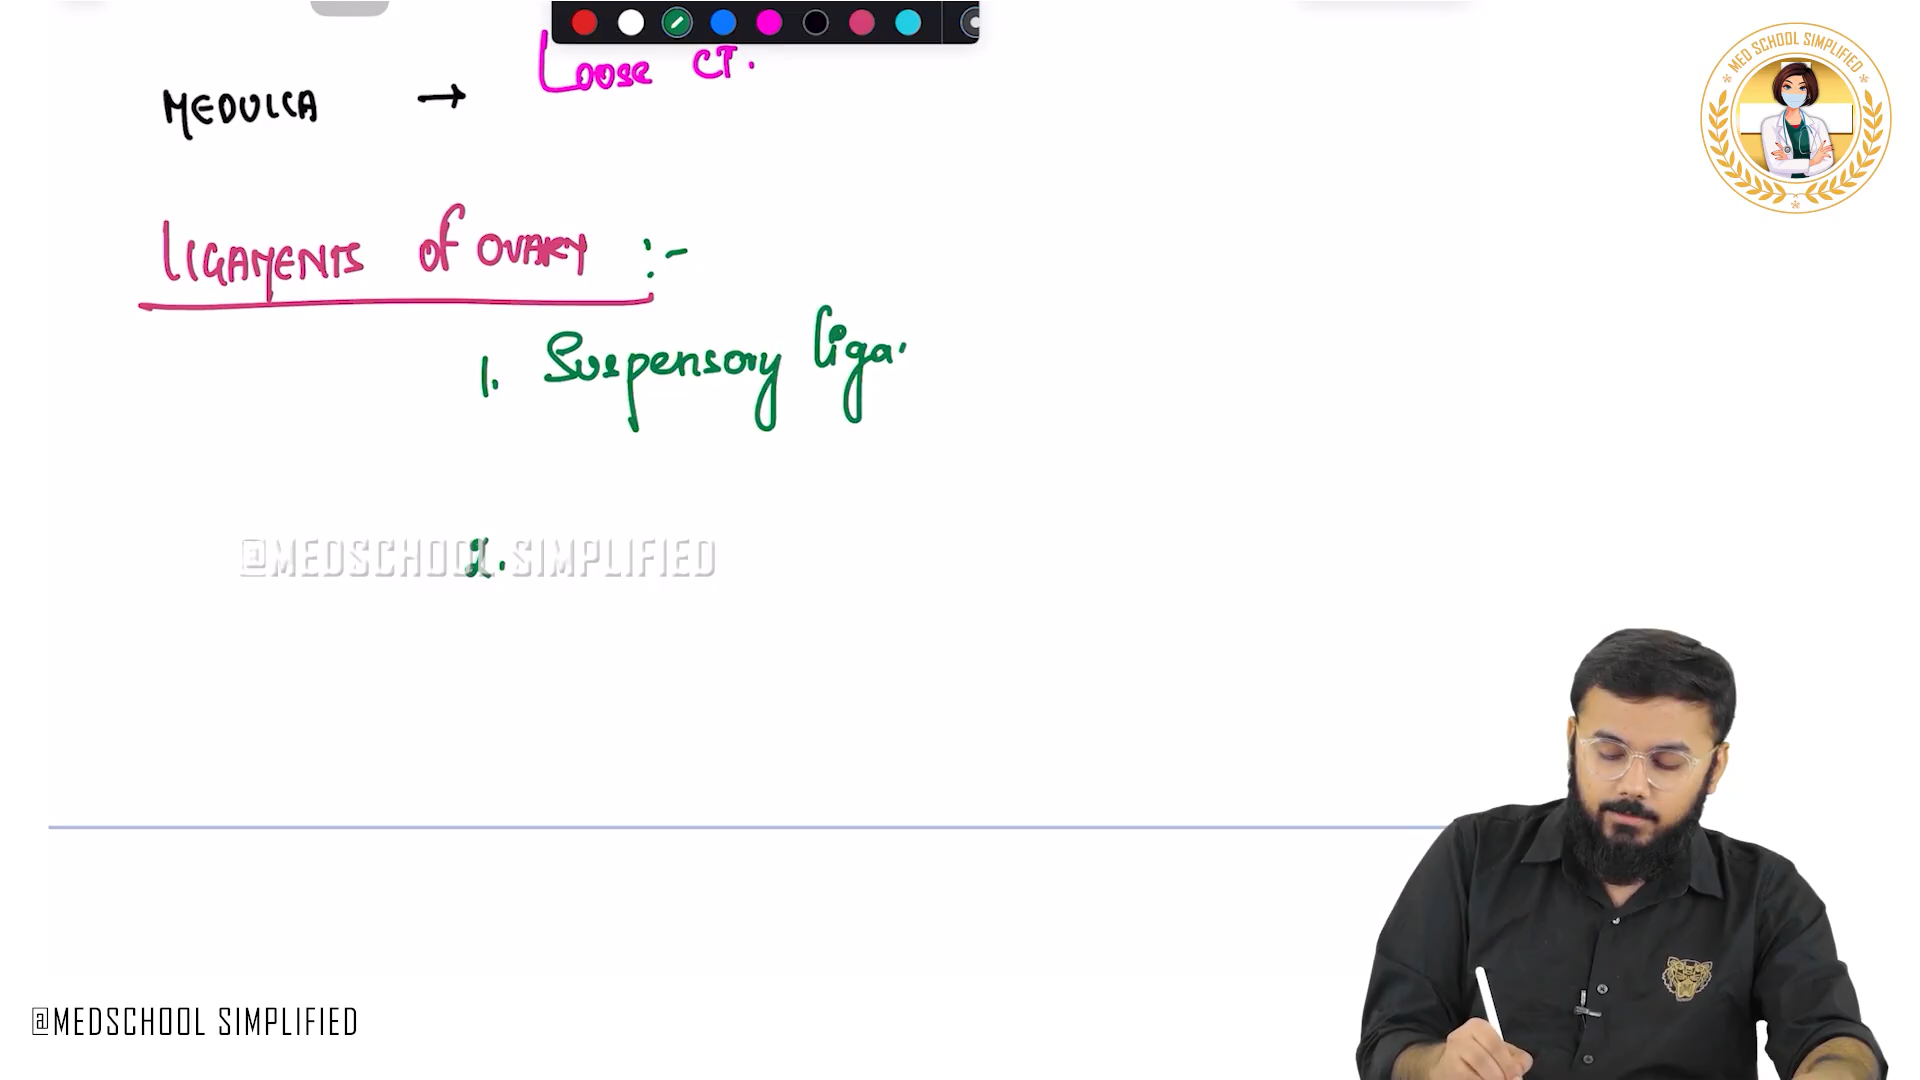 Loose CT.
MEDULLA →
LIGAMENTS of OVARY :-
1. Suspensory liga.
2.
@MEDSCHOOL SIMPLIFIED
@MEDSCHOOL SIMPLIFIED
MED SCHOOL SIMPLIFIED